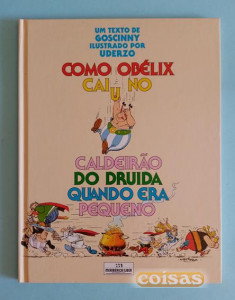 UM TEXTO DE
GOSCINNY
ILUSTRADO POR
UDERZO
COMO OBÉLIX
CAIU NO
CALDEIRÃO
DO DRUIDA
QUANDO ERA
PEQUENO
coisas